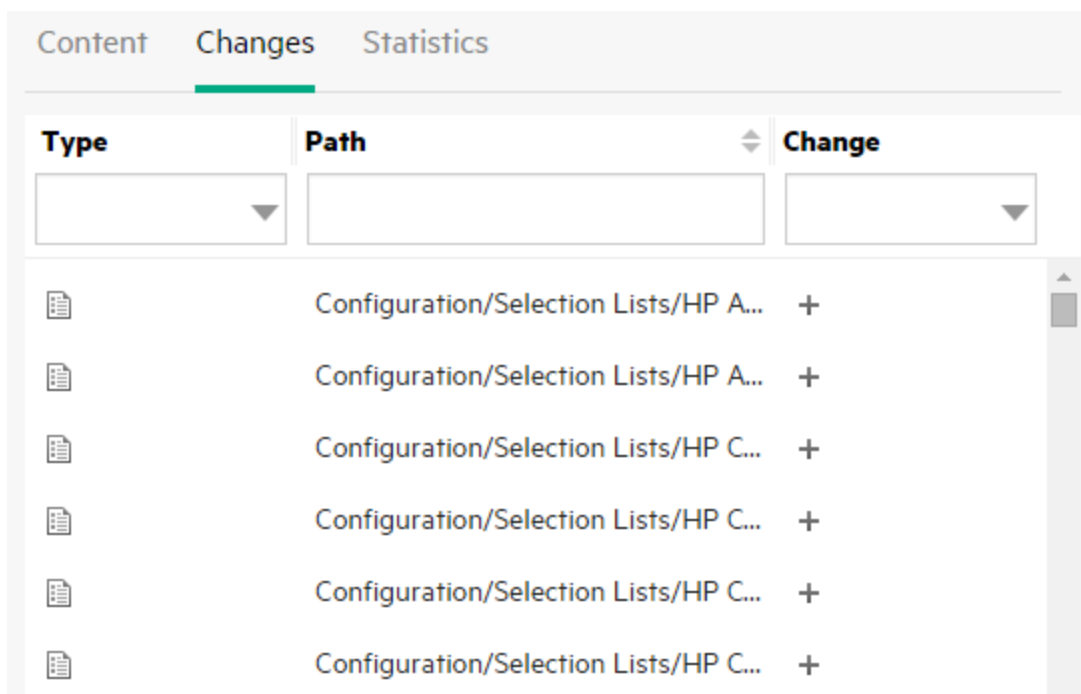 Content Changes Statistics
Type Path Change
Configuration/Selection Lists/HP A... +
Configuration/Selection Lists/HP A... +
Configuration/Selection Lists/HP C... +
Configuration/Selection Lists/HP C... +
Configuration/Selection Lists/HP C... +
Configuration/Selection Lists/HP C... +